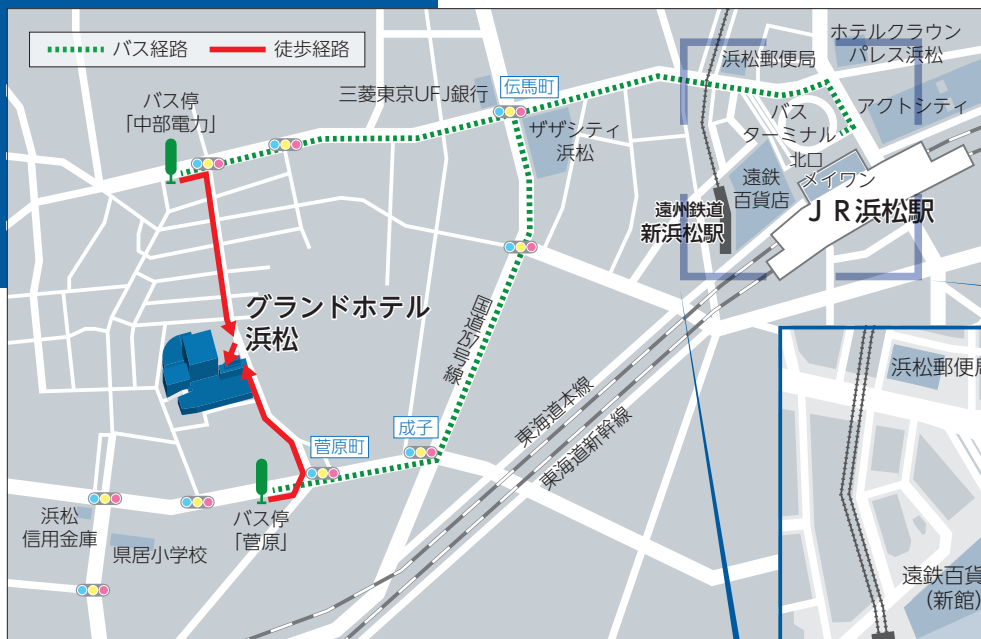 バス経路
徒歩経路
バス停
「中部電力」
三菱東京UFJ銀行
伝馬町
ザザシティ
浜松
浜松郵便局
ホテルクラウン
パレス浜松
アクトシティ
バス
ターミナル
北口
メイワン
遠鉄
百貨店
遠州鉄道
新浜松駅
ＪＲ浜松駅
グランドホテル
浜松
国道257号線
東海道本線
東海道新幹線
成子
菅原町
バス停
「菅原」
浜松
信用金庫
県居小学校
浜松郵便局
遠鉄百貨
(新館)